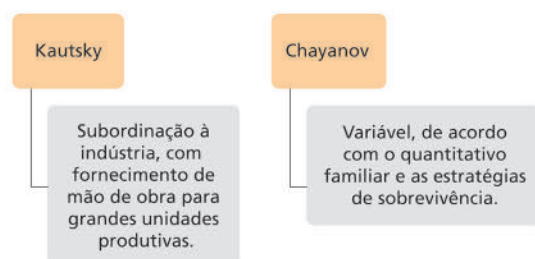 Kautsky
Subordinação à
indústria, com
fornecimento de
mão de obra para
grandes unidades
produtivas.
Chayanov
Variável, de acordo
com o quantitativo
familiar e as estratégias
de sobrevivência.